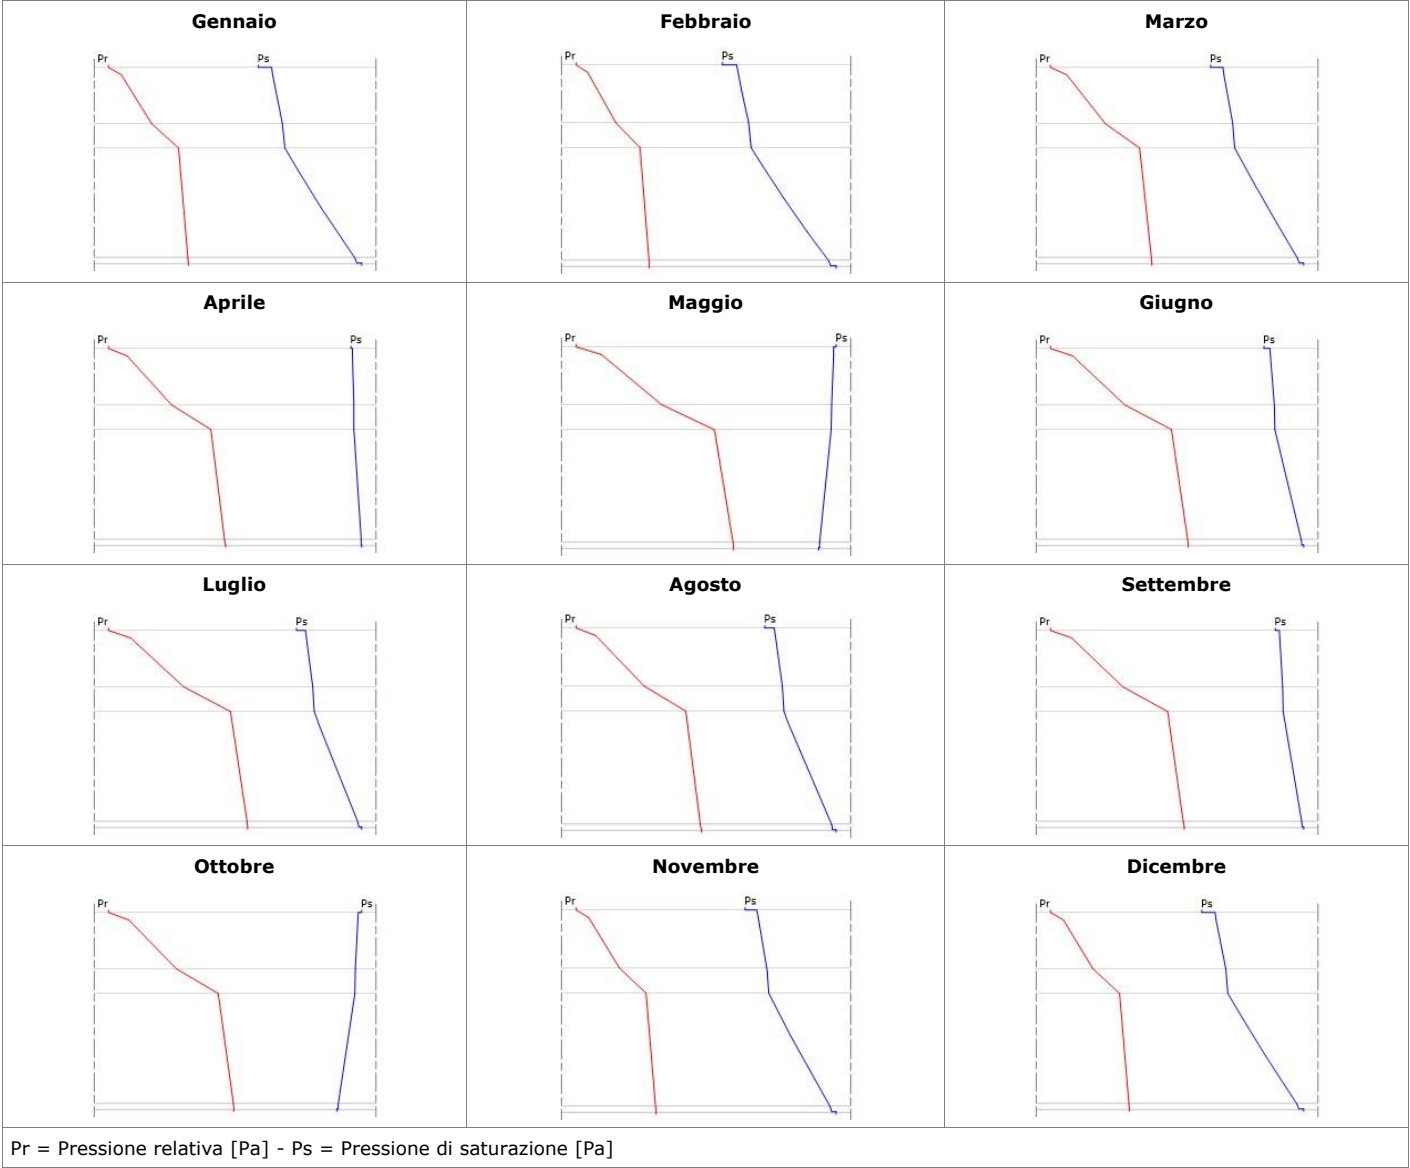 Gennaio
Febbraio
Marzo
Pr
Ps
Pr
Ps
Pr
Ps
Aprile
Maggio
Giugno
Pr
Ps
Pr
Ps
Pr
Ps
Luglio
Agosto
Settembre
Pr
Ps
Pr
Ps
Pr
Ps
Ottobre
Novembre
Dicembre
Pr
Ps
Pr
Ps
Pr
Ps
Pr = Pressione relativa [Pa] - Ps = Pressione di saturazione [Pa]